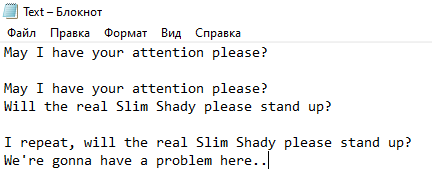 Text – Блокнот
Файл Правка Формат Вид Справка
May I have your attention please?
May I have your attention please?
Will the real Slim Shady please stand up?
I repeat, will the real Slim Shady please stand up?
We're gonna have a problem here..